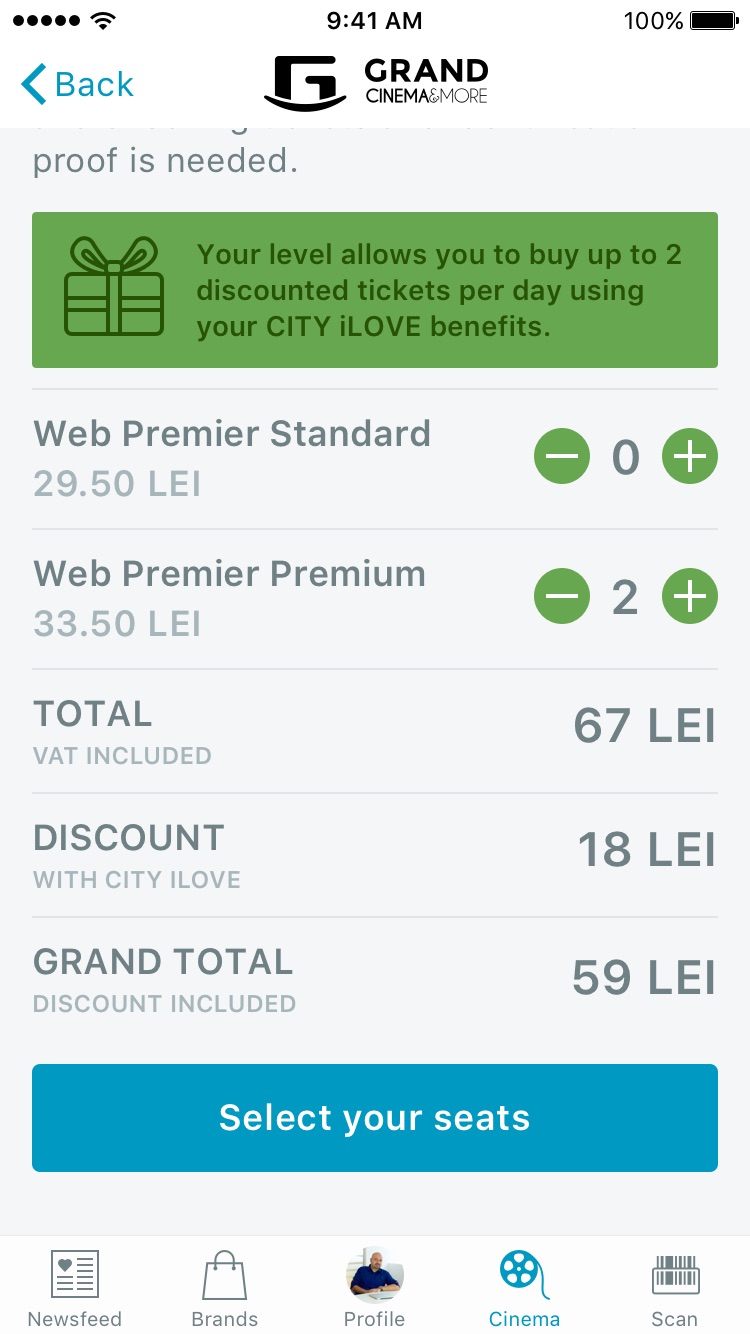 9:41 AM
100%
Back
GRAND
CINEMA&MORE
proof is needed.
Your level allows you to buy up to 2
discounted tickets per day using
your CITY iLOVE benefits.
Web Premier Standard
29.50 LEI
0
Web Premier Premium
33.50 LEI
2
TOTAL
67 LEI
VAT INCLUDED
DISCOUNT
18 LEI
WITH CITY ILOVE
GRAND TOTAL
59 LEI
DISCOUNT INCLUDED
Select your seats
Newsfeed
Brands
Profile
Cinema
Scan